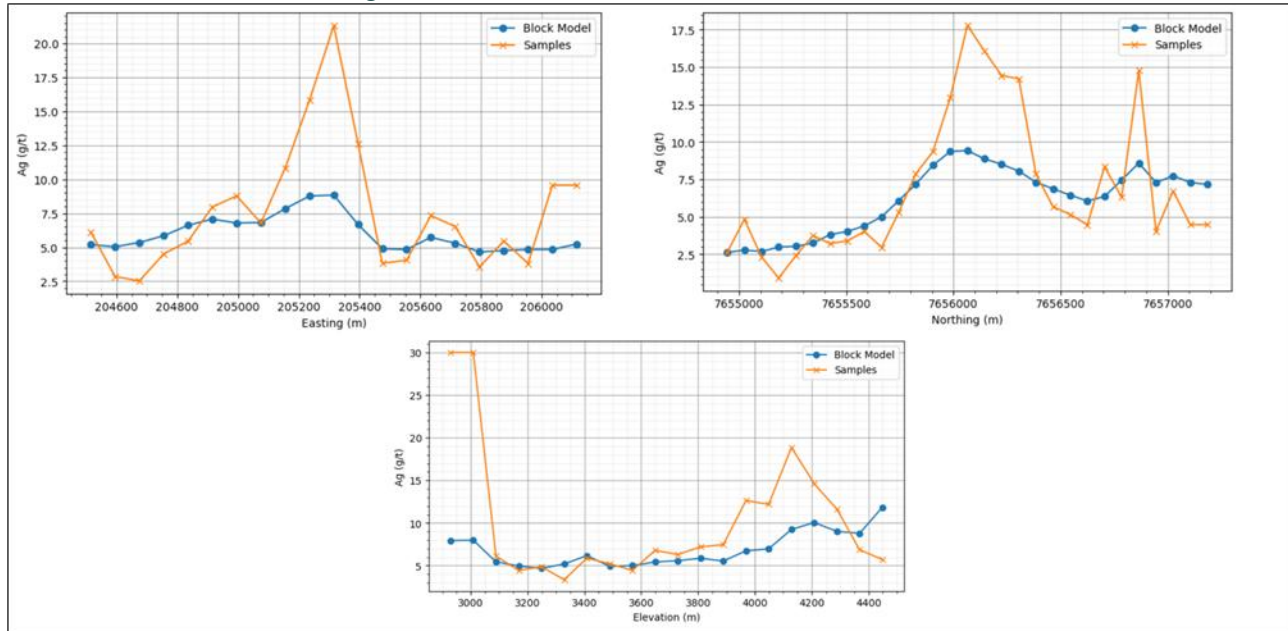 Block Model
Samples
Ag (g/t)
20.0
17.5
15.0
12.5
10.0
7.5
5.0
2.5
204600 204800 205000 205200 205400 205600 205800 206000
Easting (m)
Block Model
Samples
Ag (g/t)
17.5
15.0
12.5
10.0
7.5
5.0
2.5
7655000 7655500 7656000 7656500 7657000
Northing (m)
Block Model
Samples
Ag (g/t)
30
25
20
15
10
5
3000 3200 3400 3600 3800 4000 4200 4400
Elevation (m)